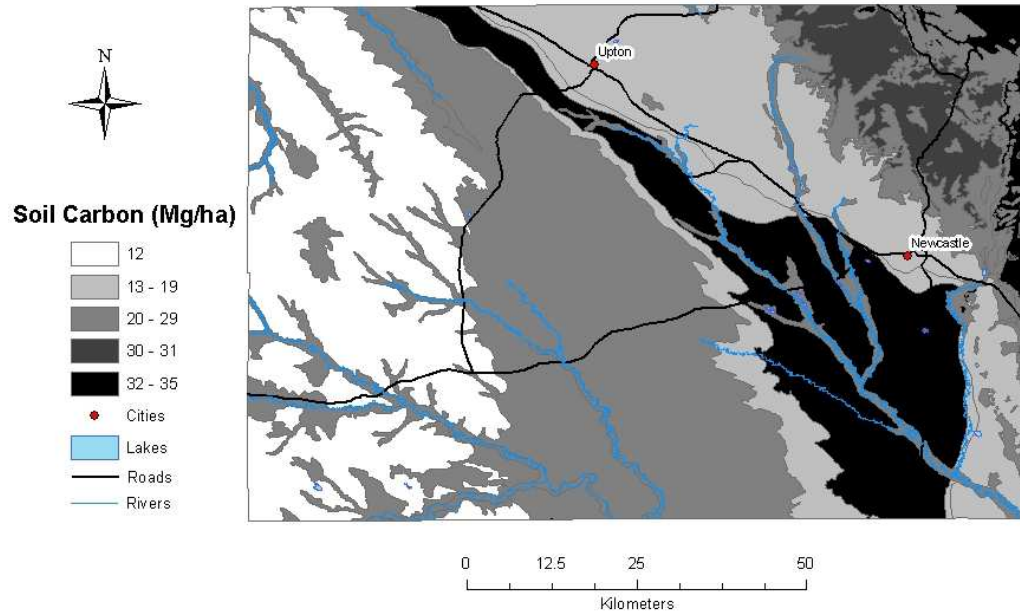 N
Upton
Newcastle
Soil Carbon (Mg/ha)
12
13 - 19
20 - 29
30 - 31
32 - 35
Cities
Lakes
Roads
Rivers
0 12.5 25 50
Kilometers